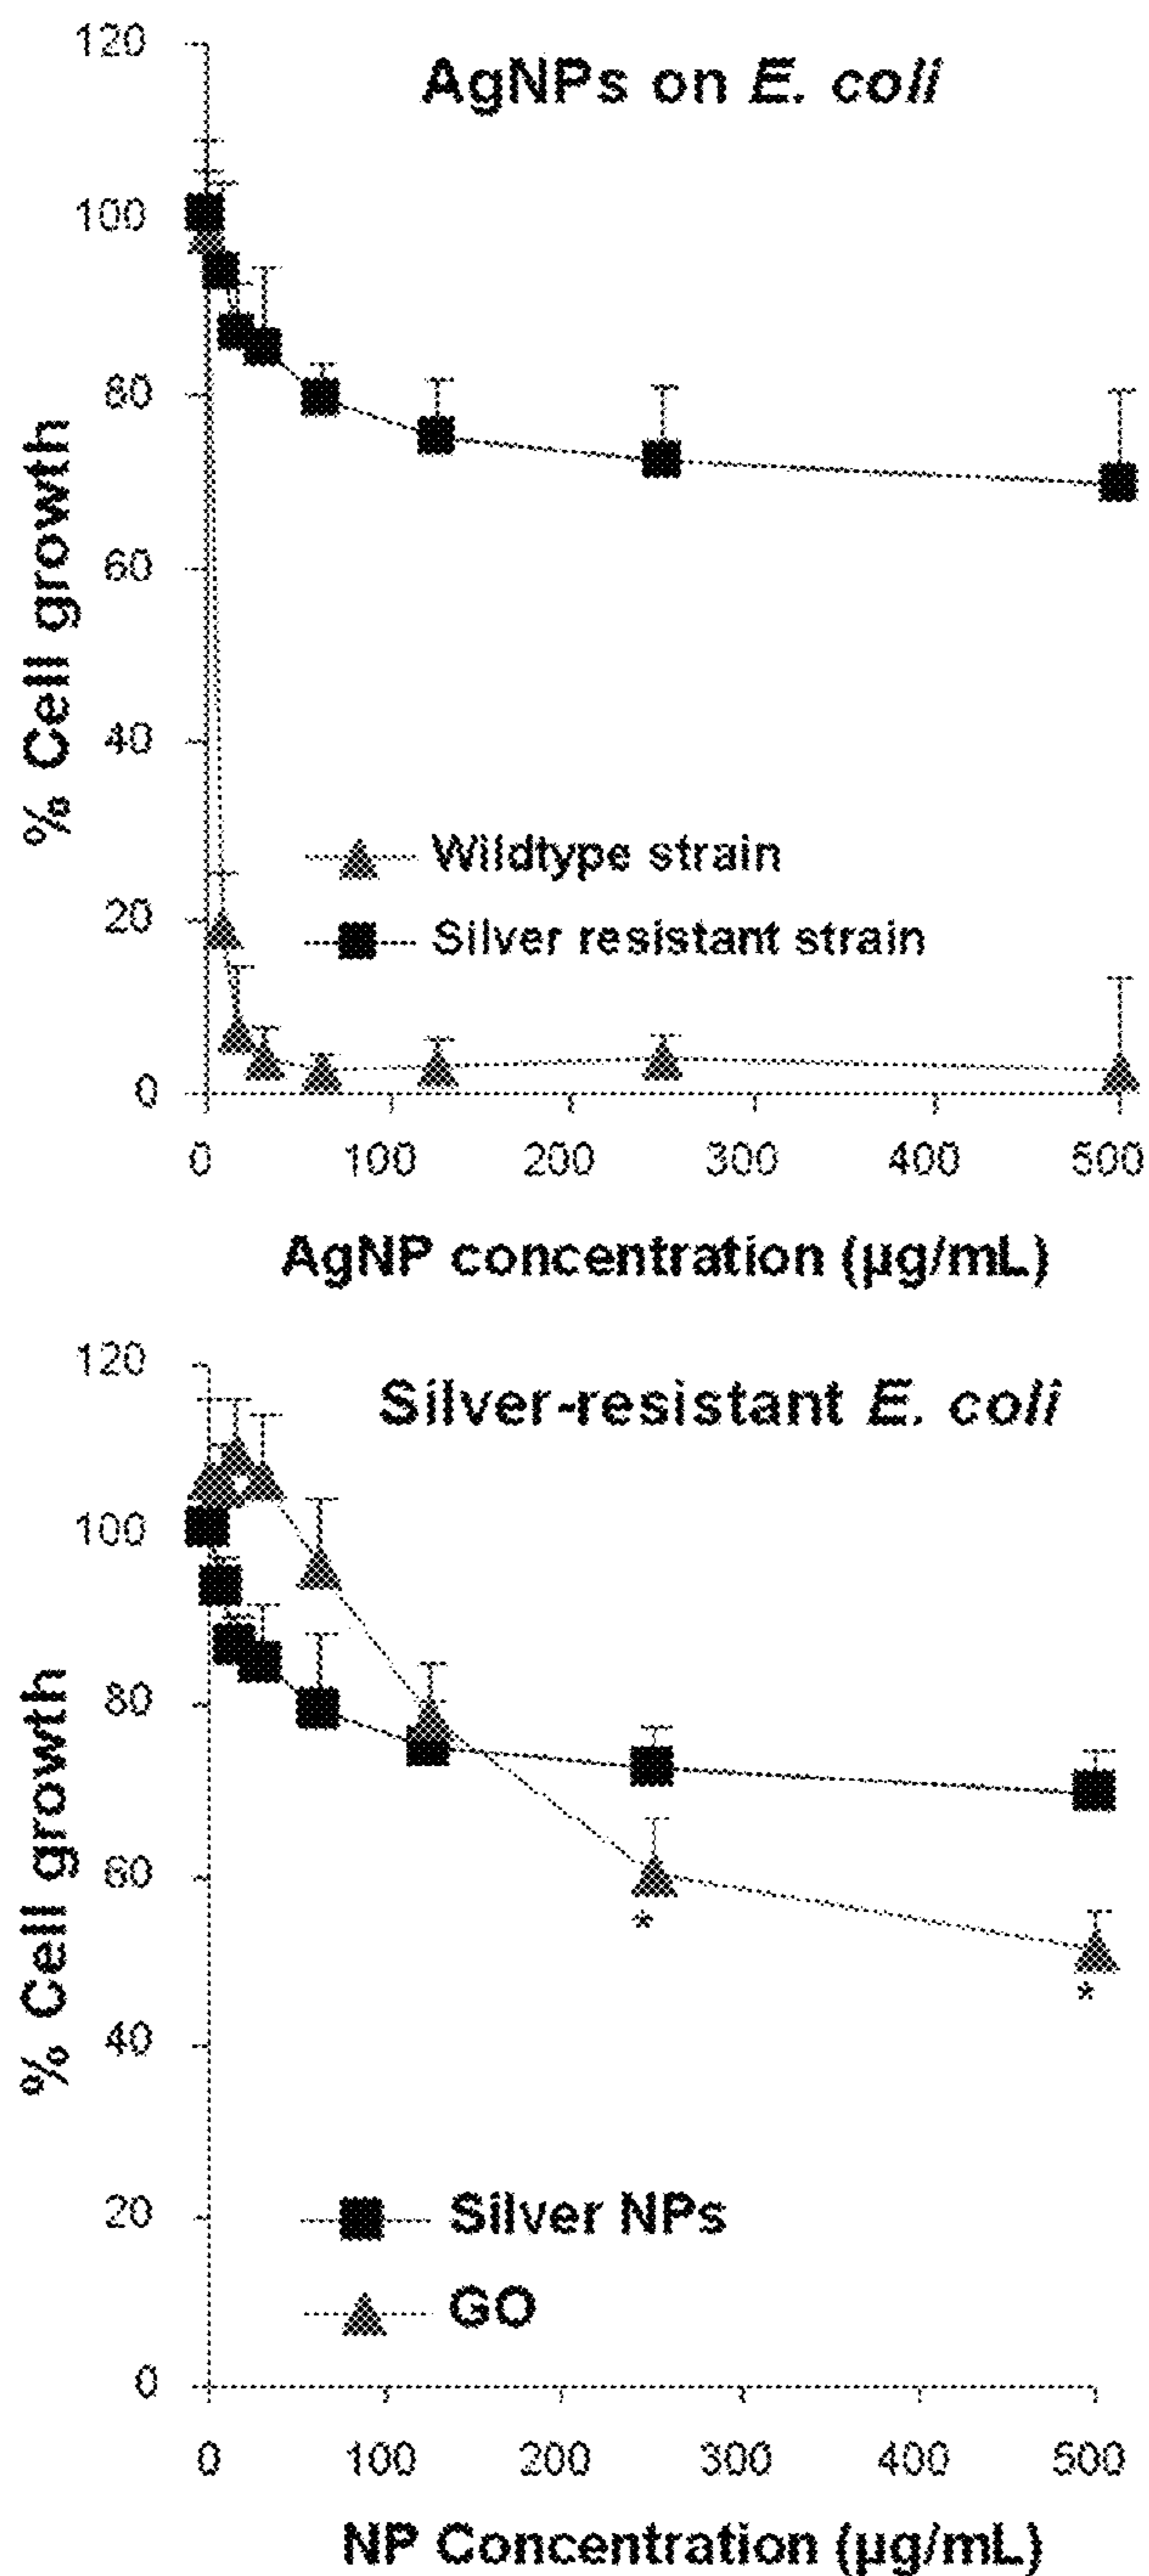 120
AgNPs on E. coli
100
80
60
40
20
0
% Cell growth
Wildtype strain
Silver resistant strain
0 100 200 300 400 500
AgNP concentration (µg/mL)
120
Silver-resistant E. coli
100
80
60
40
20
0
% Cell growth
*
*
Silver NPs
GO
0 100 200 300 400 500
NP Concentration (µg/mL)